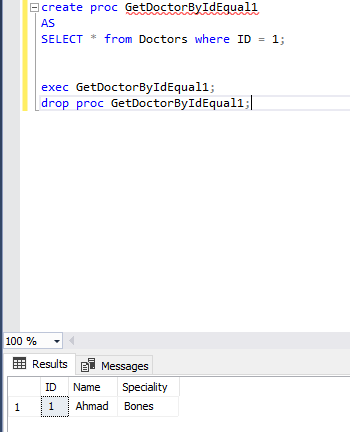 create proc GetDoctorByIdEqual1
AS
SELECT * from Doctors where ID = 1;
exec GetDoctorByIdEqual1;
drop proc GetDoctorByIdEqual1;
100 %
Results Messages
ID Name Speciality
1 1 Ahmad Bones